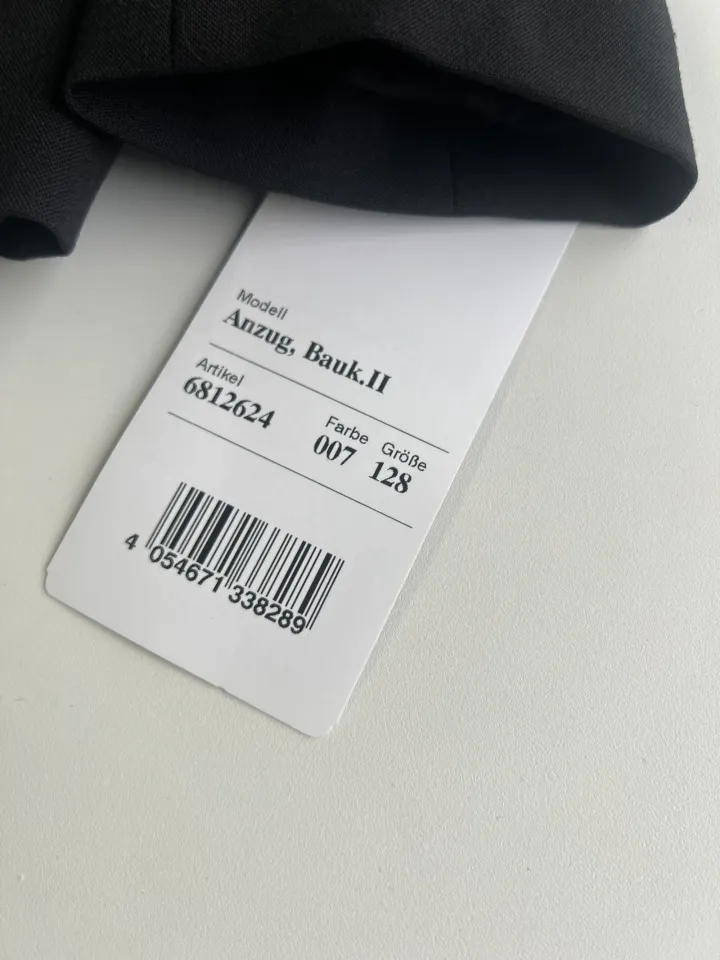 Modell
Anzug, Bauk.II
Artikel Farbe Größe
6812624 007 128
4 054671 338289